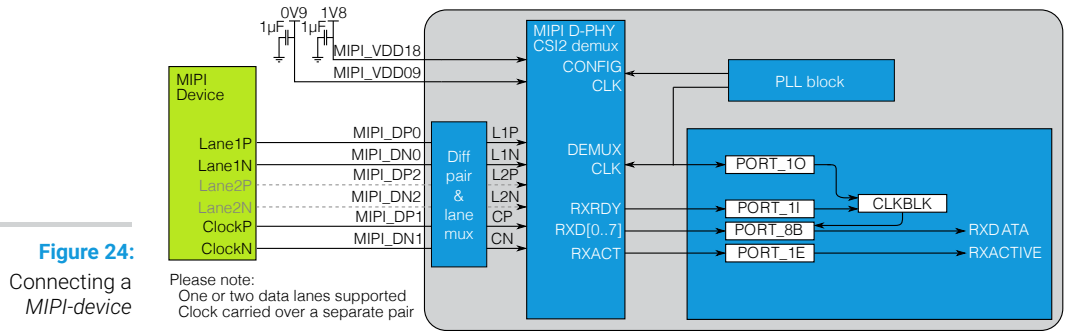 0V9 1V8
1µF 1µF
MIPI_VDD18
MIPI_VDD09
MIPI
Device
Lane1P
Lane1N
Lane2P
Lane2N
ClockP
ClockN
MIPI_DP0
MIPI_DN0
MIPI_DP2
MIPI_DN2
MIPI_DP1
MIPI_DN1
Diff
pair
&
lane
mux
L1P
L1N
L2P
L2N
CP
CN
MIPI D-PHY
CSI2 demux
CONFIG
CLK
DEMUX
CLK
RXRDY
RXD[0..7]
RXACT
PLL block
PORT_1O
PORT_1I
PORT_8B
PORT_1E
CLKBLK
RXDATA
RXACTIVE
Figure 24:
Connecting a
MIPI-device
Please note:
One or two data lanes supported
Clock carried over a separate pair